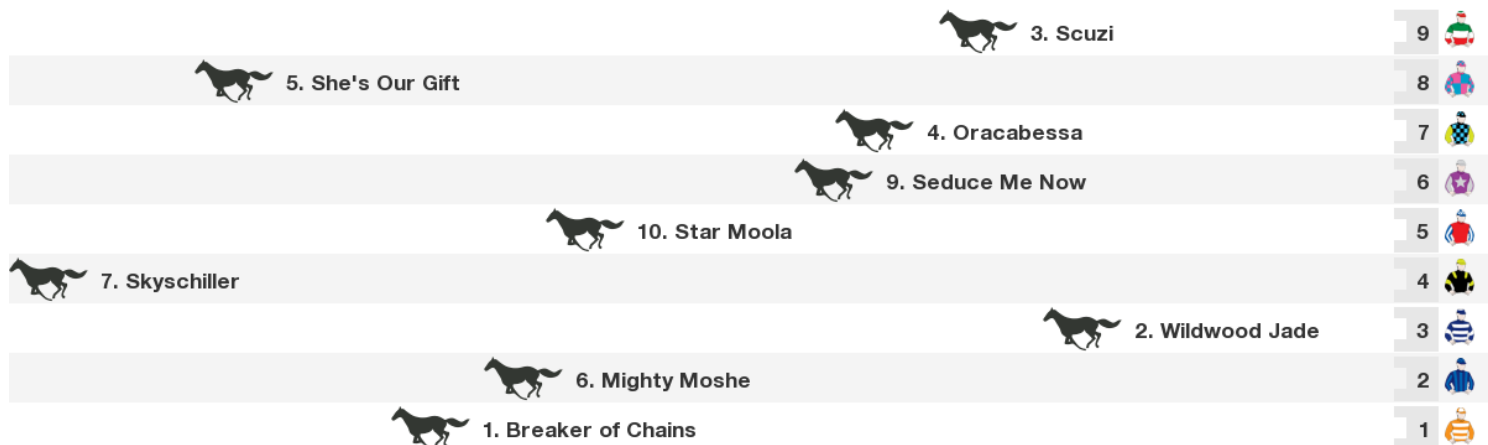 3. Scuzi 9
5. She's Our Gift 8
4. Oracabessa 7
9. Seduce Me Now 6
10. Star Moola 5
7. Skyschiller 4
2. Wildwood Jade 3
6. Mighty Moshe 2
1. Breaker of Chains 1